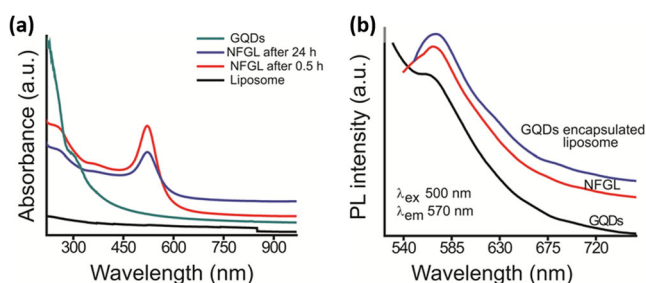 (a)
GQDs
NFGL after 24 h
NFGL after 0.5 h
Liposome
Absorbance (a.u.)
300 450 600 750 900
Wavelength (nm)
(b)
PL intensity (a.u.)
GQDs encapsulated
liposome
NFGL
GQDs
λex 500 nm
λem 570 nm
540 585 630 675 720
Wavelength (nm)